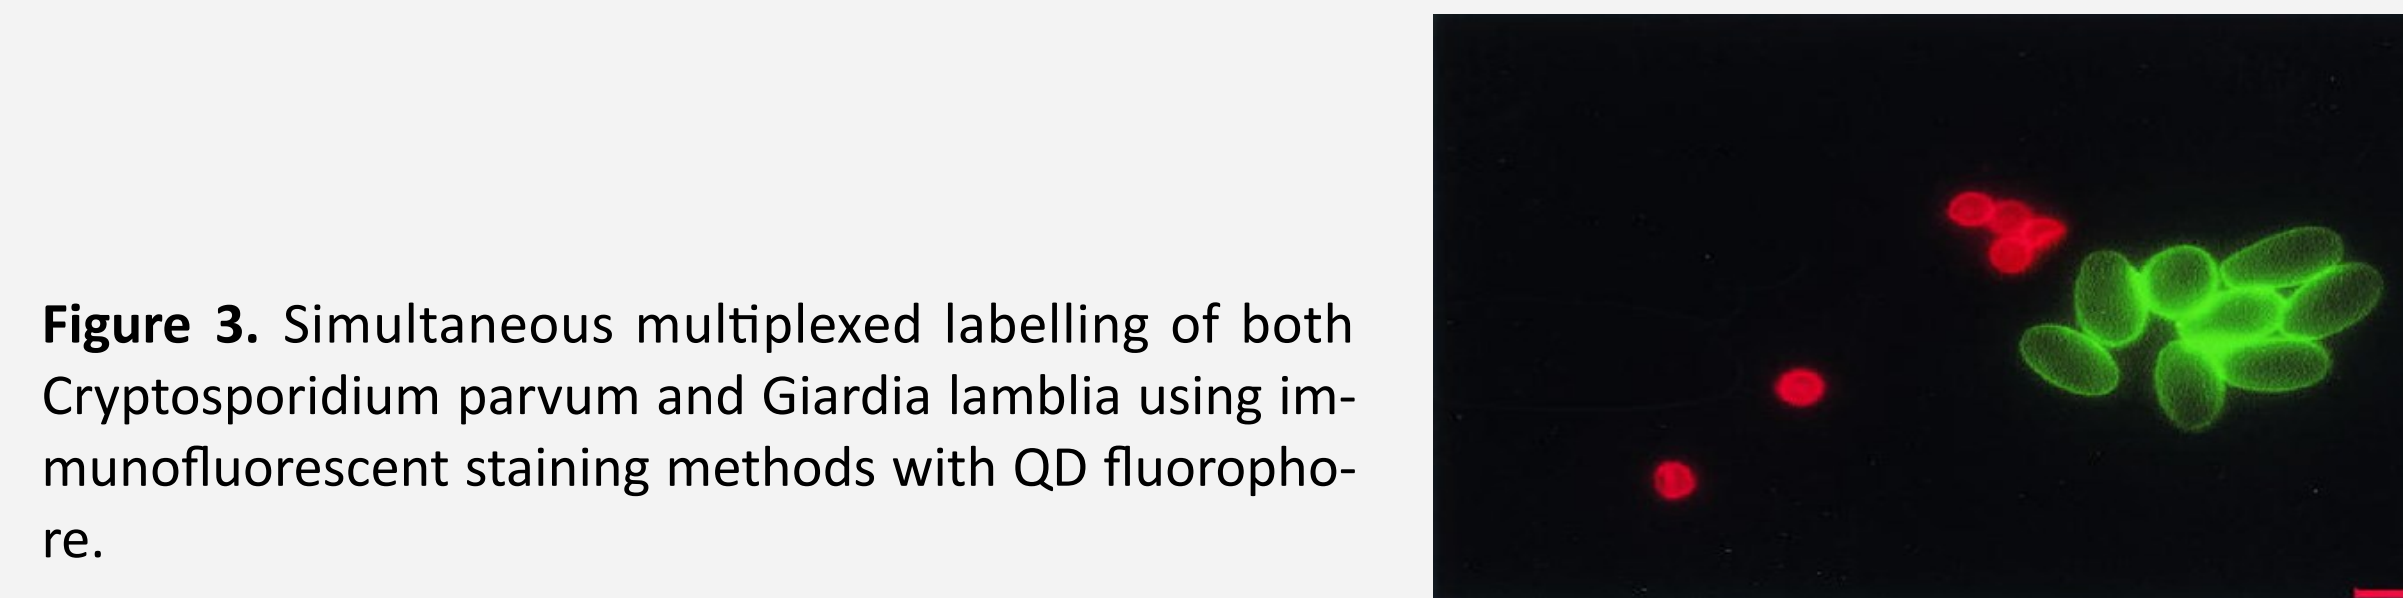 Figure 3. Simultaneous multiplexed labelling of both
Cryptosporidium parvum and Giardia lamblia using im-
munofluorescent staining methods with QD fluoropho-
re.